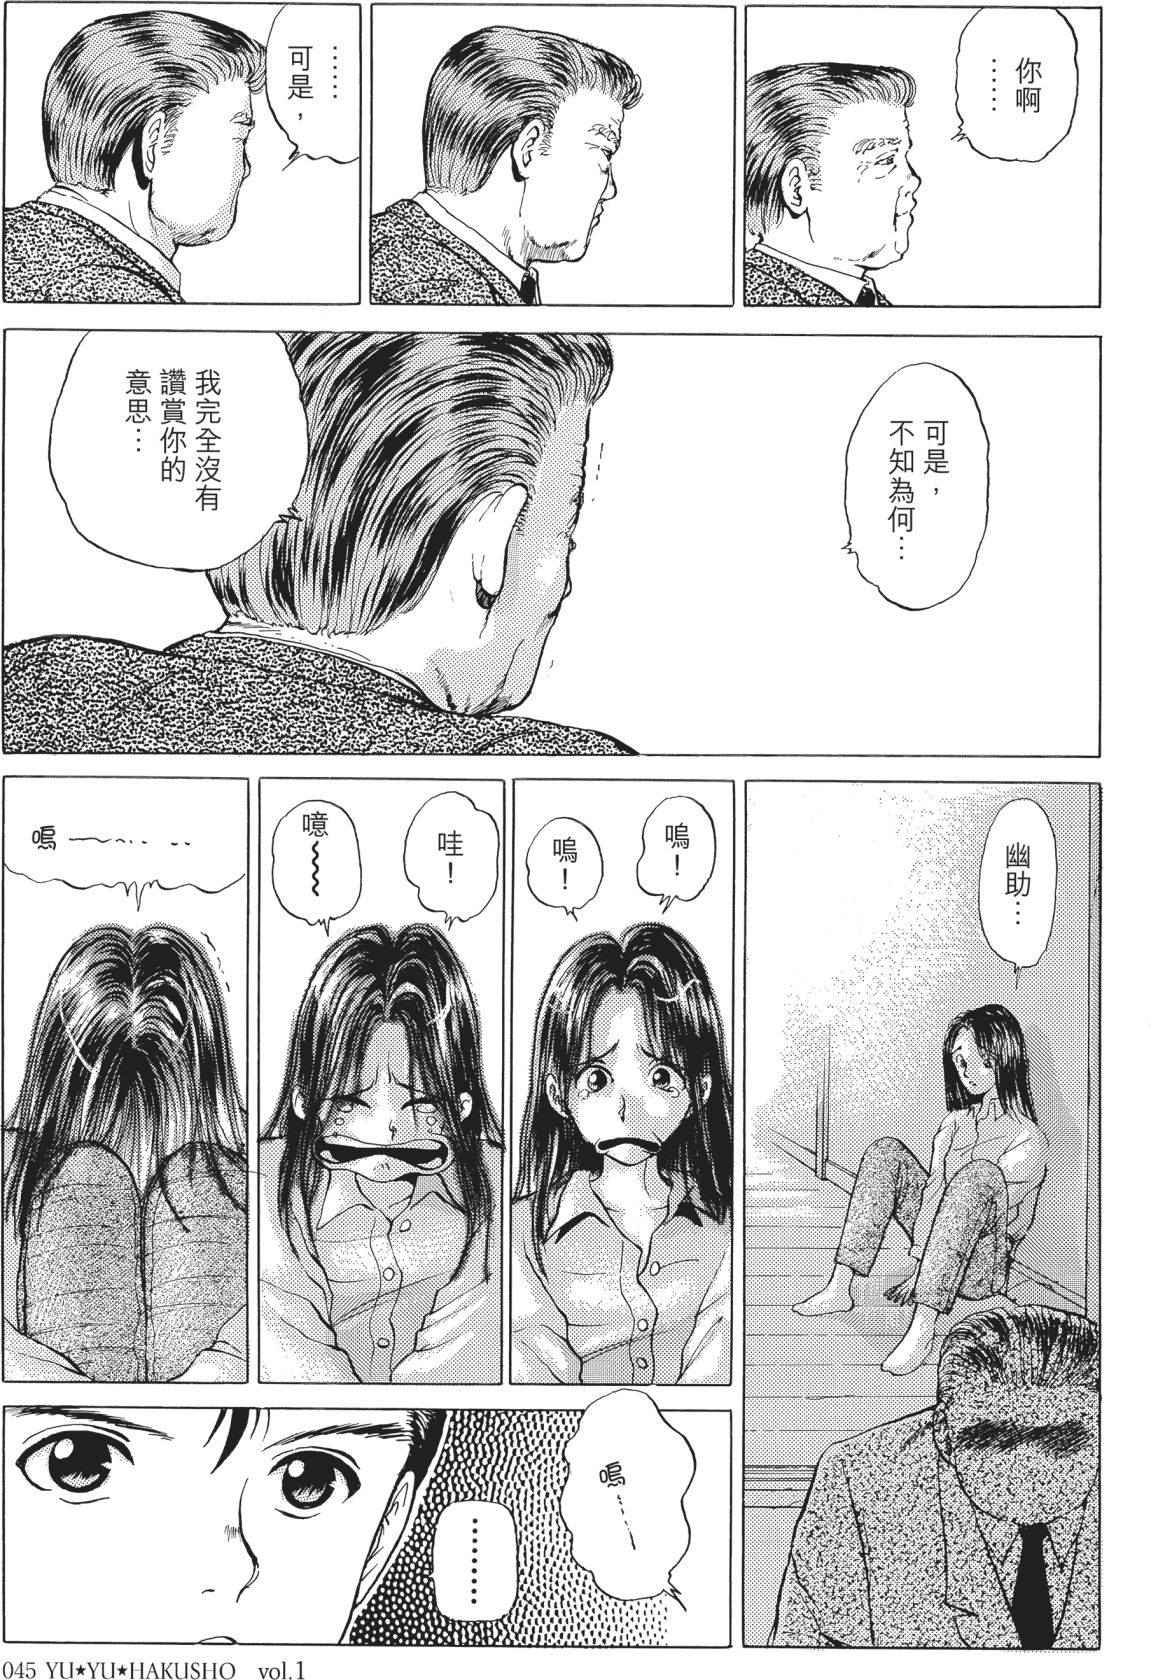 你啊
……
……
可是，
可是，
不知為何…
我完全沒有
讚賞你的
意思…
幽助…
嗚！
嗚！
哇！
噫～～
嗚——……
嗚……—
………
045 YU★YU★HAKUSHO vol.1